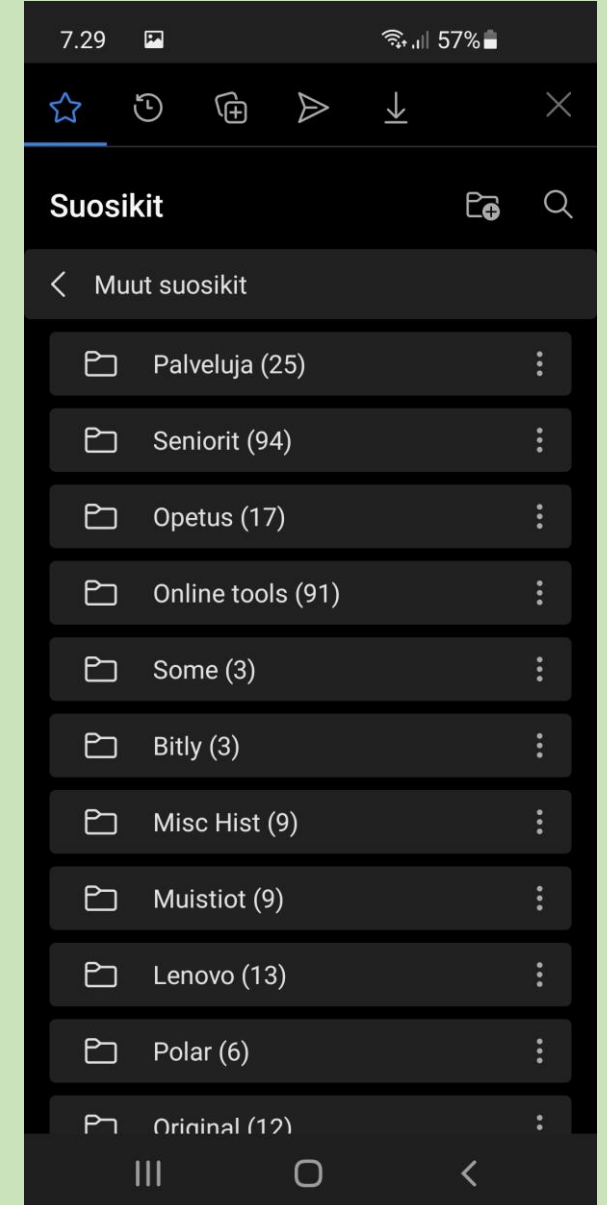 7.29 57%
Suosikit
Muut suosikit
Palveluja (25)
Seniorit (94)
Opetus (17)
Online tools (91)
Some (3)
Bitly (3)
Misc Hist (9)
Muistiot (9)
Lenovo (13)
Polar (6)
Original (12)